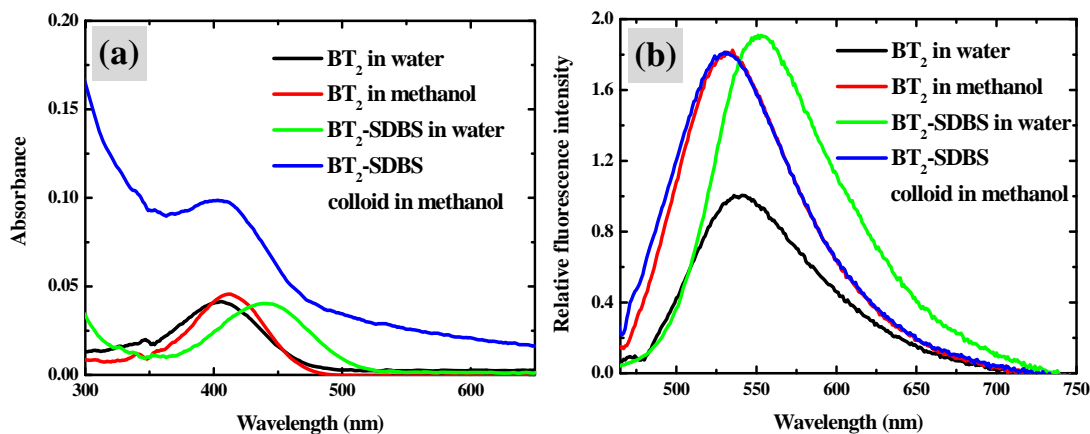 (a)
BT₂ in water
BT₂ in methanol
BT₂-SDBS in water
BT₂-SDBS
colloid in methanol
0.20
0.15
0.10
0.05
0.00
Absorbance
300 400 500 600
Wavelength (nm)
(b)
BT₂ in water
BT₂ in methanol
BT₂-SDBS in water
BT₂-SDBS
colloid in methanol
2.0
1.6
1.2
0.8
0.4
0.0
Relative fluorescence intensity
500 550 600 650 700 750
Wavelength (nm)